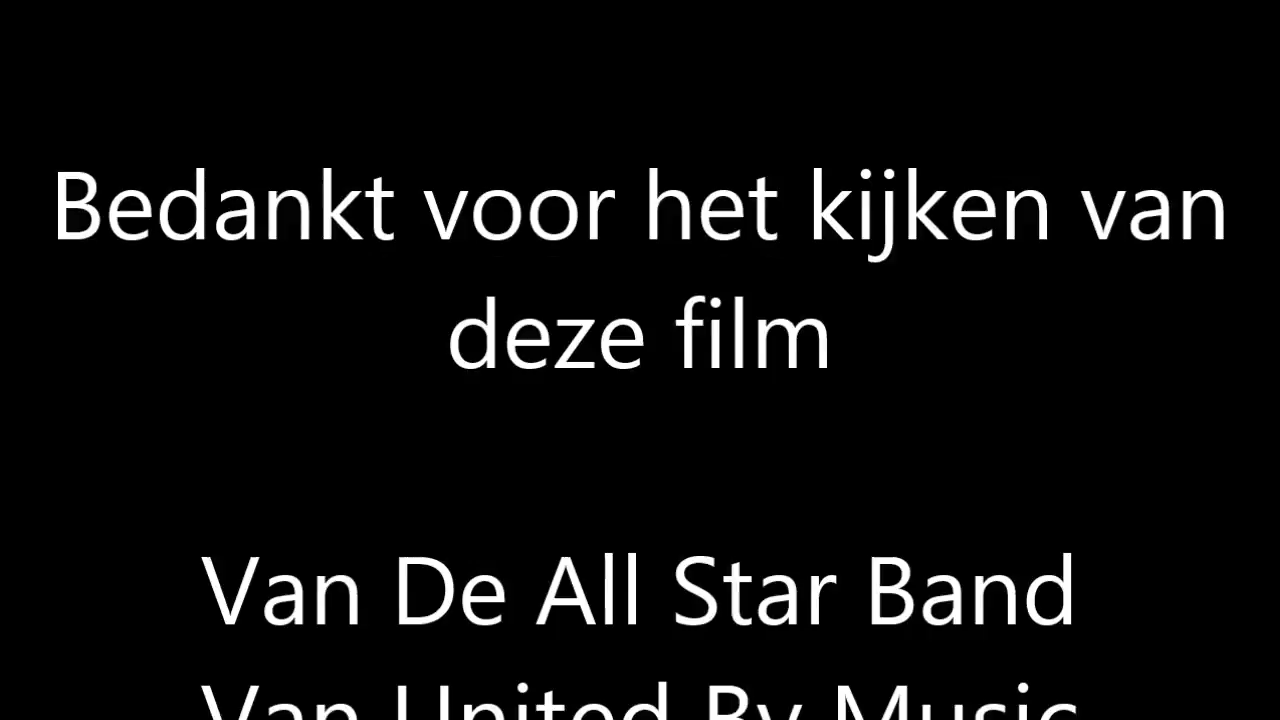 Bedankt voor het kijken van
deze film
Van De All Star Band
Van United By Music